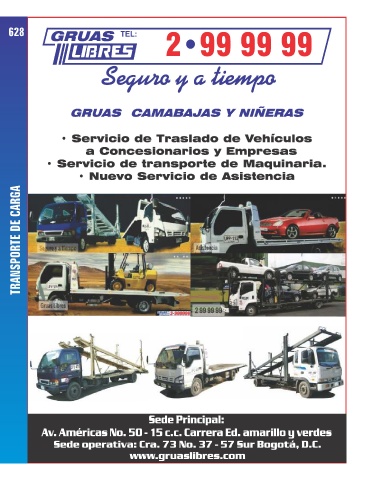 628
TRANSPORTE DE CARGA
GRUAS LIBRES
TEL: 2•99 99 99
Seguro y a tiempo
GRUAS CAMABAJAS Y NIÑERAS
• Servicio de Traslado de Vehículos
a Concesionarios y Empresas
• Servicio de transporte de Maquinaria.
• Nuevo Servicio de Asistencia
Asistencia
Gruas Libres
2 99 99 99
Sede Principal:
Av. Américas No. 50 - 15 c.c. Carrera Ed. amarillo y verdes
Sede operativa: Cra. 73 No. 37 - 57 Sur Bogotá, D.C.
www.gruaslibres.com